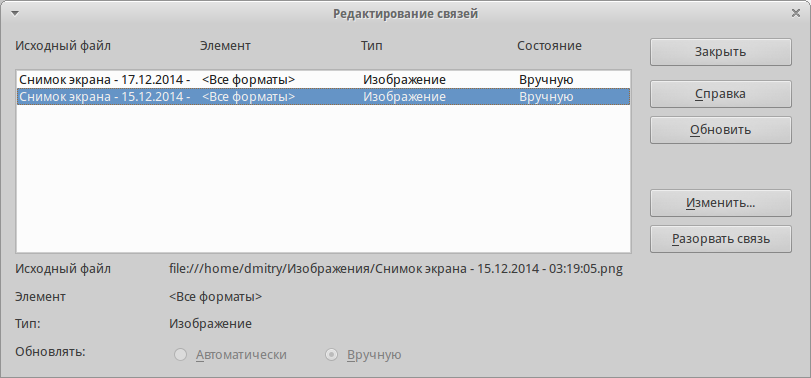 Редактирование связей
Исходный файл Элемент Тип Состояние
Снимок экрана - 17.12.2014 - <Все форматы> Изображение Вручную
Снимок экрана - 15.12.2014 - <Все форматы> Изображение Вручную
Закрыть
Справка
Обновить
Изменить...
Разорвать связь
Исходный файл file:///home/dmitry/Изображения/Снимок экрана - 15.12.2014 - 03:19:05.png
Элемент <Все форматы>
Тип: Изображение
Обновлять: Автоматически Вручную